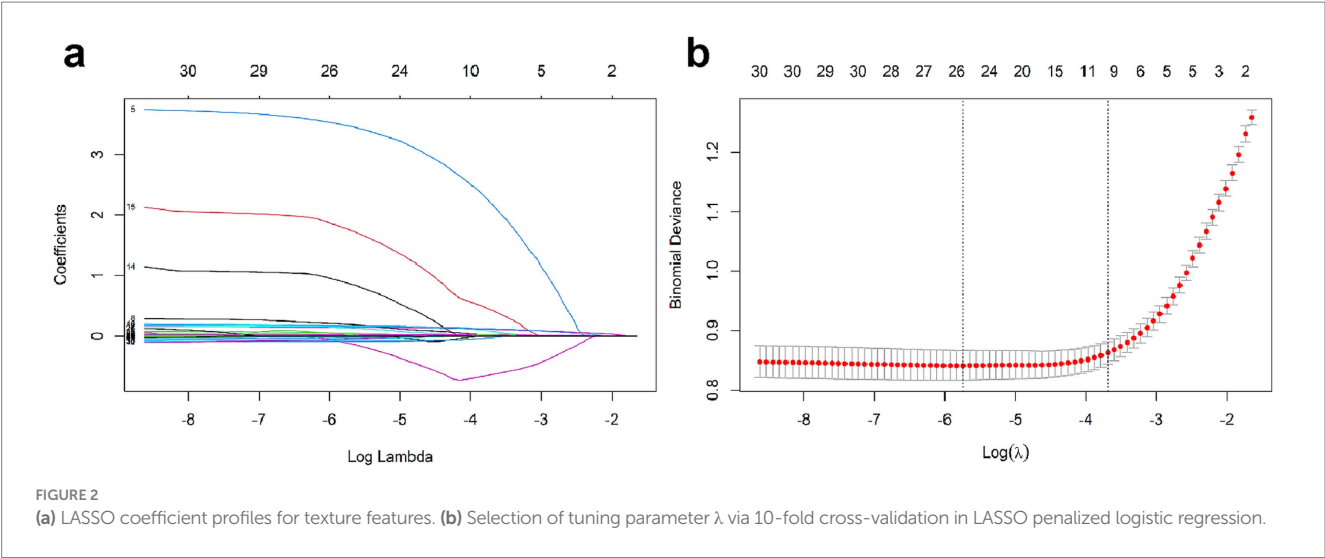 a
30 29 26 24 10 5 2
5
15
14
8
3
2
1
0
Coefficients
-8 -7 -6 -5 -4 -3 -2
Log Lambda
b
30 30 29 30 28 27 26 24 20 15 11 9 6 5 5 3 2
1.2
1.1
1.0
0.9
0.8
Binomial Deviance
-8 -7 -6 -5 -4 -3 -2
Log(λ)
FIGURE 2
(a) LASSO coefficient profiles for texture features. (b) Selection of tuning parameter λ via 10-fold cross-validation in LASSO penalized logistic regression.